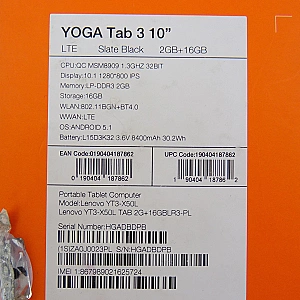 YOGA Tab 3 10"
LTE Slate Black 2GB+16GB
CPU:QC MSM8909 1.3GHZ 32BIT
Display:10.1 1280*800 IPS
Memory:LP-DDR3 2GB
Storage:16GB
WLAN:802.11BGN+BT4.0
WWAN:LTE
OS:ANDROID 5.1
Battery:L15D3K32 3.6V 8400mAh 30.2Wh
EAN Code:0190404187862
UPC Code:190404187862
0 190404 187862
1 90404 18786 2
Portable Tablet Computer
Model:Lenovo YT3-X50L
Lenovo YT3-X50L TAB 2G+16GBLR3-PL
Serial Number:HGADBDPB
(1S)ZA0J0023PL S/N:HGADBDPB
IMEI 1:867989021625724